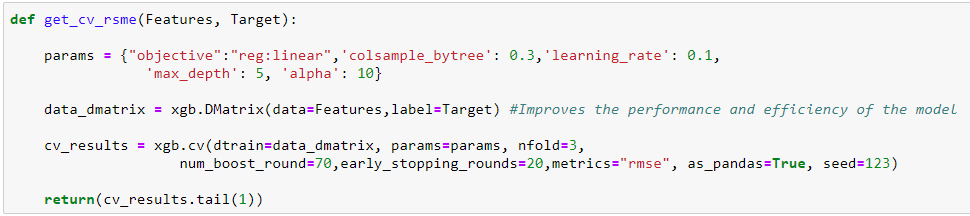 def get_cv_rsme(Features, Target):
params = {"objective":"reg:linear",'colsample_bytree': 0.3,'learning_rate': 0.1,
'max_depth': 5, 'alpha': 10}
data_dmatrix = xgb.DMatrix(data=Features,label=Target) #Improves the performance and efficiency of the model
cv_results = xgb.cv(dtrain=data_dmatrix, params=params, nfold=3,
num_boost_round=70,early_stopping_rounds=20,metrics="rmse", as_pandas=True, seed=123)
return(cv_results.tail(1))